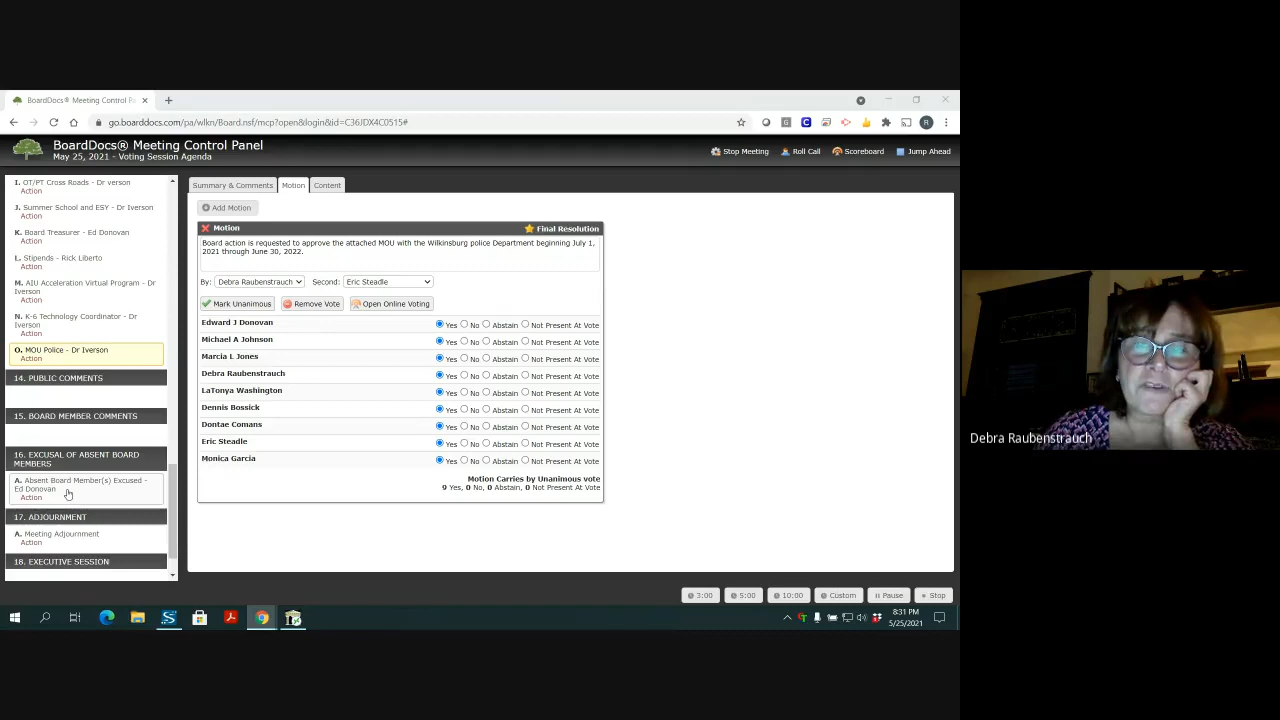 BoardDocs® Meeting Control Pa
go.boarddocs.com/pa/wlkn/Board.nsf/mcp?open&login&id=C36JDX4C0515#
R
BoardDocs® Meeting Control Panel
May 25, 2021 - Voting Session Agenda
Stop Meeting
Roll Call
Scoreboard
Jump Ahead
I. OT/PT Cross Roads - Dr verson
Action
J. Summer School and ESY - Dr Iverson
Action
K. Board Treasurer - Ed Donovan
Action
L. Stipends - Rick Liberto
Action
M. AIU Acceleration Virtual Program - Dr
Iverson
Action
N. K-6 Technology Coordinator - Dr
Iverson
Action
O. MOU Police - Dr Iverson
Action
14. PUBLIC COMMENTS
15. BOARD MEMBER COMMENTS
16. EXCUSAL OF ABSENT BOARD
MEMBERS
A. Absent Board Member(s) Excused -
Ed Donovan
Action
17. ADJOURNMENT
A. Meeting Adjournment
Action
18. EXECUTIVE SESSION
Summary & Comments
Motion
Content
Add Motion
Motion
Final Resolution
Board action is requested to approve the attached MOU with the Wilkinsburg police Department beginning July 1,
2021 through June 30, 2022.
By: Debra Raubenstrauch Second: Eric Steadle
Mark Unanimous
Remove Vote
Open Online Voting
Edward J Donovan Yes No Abstain Not Present At Vote
Michael A Johnson Yes No Abstain Not Present At Vote
Marcia L Jones Yes No Abstain Not Present At Vote
Debra Raubenstrauch Yes No Abstain Not Present At Vote
LaTonya Washington Yes No Abstain Not Present At Vote
Dennis Bossick Yes No Abstain Not Present At Vote
Dontae Comans Yes No Abstain Not Present At Vote
Eric Steadle Yes No Abstain Not Present At Vote
Monica Garcia Yes No Abstain Not Present At Vote
Motion Carries by Unanimous vote
9 Yes, 0 No, 0 Abstain, 0 Not Present At Vote
3:00
5:00
10:00
Custom
Pause
Stop
8:31 PM
5/25/2021
Debra Raubenstrauch